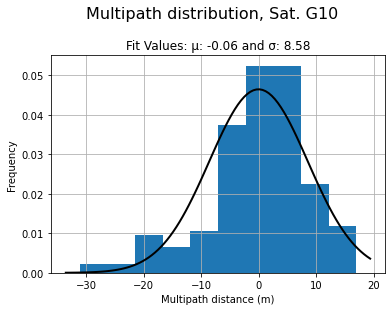 Multipath distribution, Sat. G10
Fit Values: μ: -0.06 and σ: 8.58
0.05
0.04
0.03
0.02
0.01
0.00
Frequency
−30 −20 −10 0 10 20
Multipath distance (m)